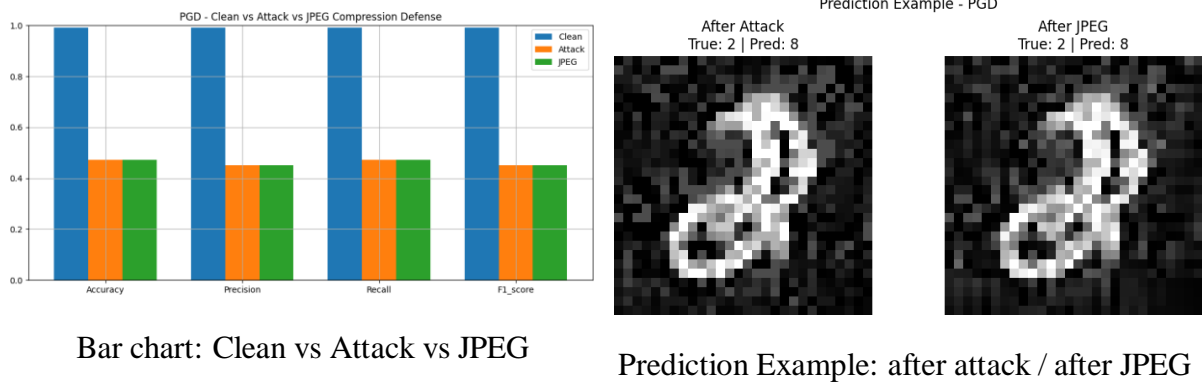 PGD - Clean vs Attack vs JPEG Compression Defense
1.0
0.8
0.6
0.4
0.2
0.0
Clean
Attack
JPEG
Accuracy
Precision
Recall
F1_score
Bar chart: Clean vs Attack vs JPEG
Prediction Example - PGD
After Attack
True: 2 | Pred: 8
After JPEG
True: 2 | Pred: 8
Prediction Example: after attack / after JPEG